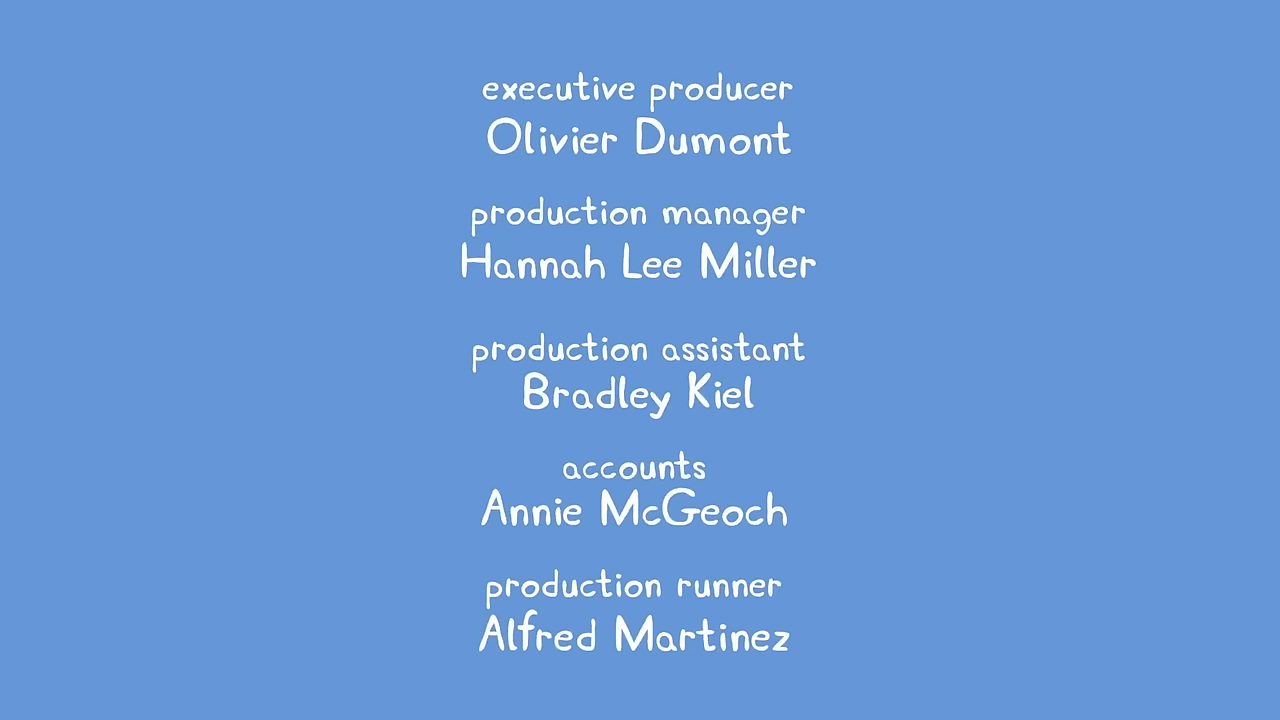 executive producer
Olivier Dumont
production manager
Hannah Lee Miller
production assistant
Bradley Kiel
accounts
Annie McGeoch
production runner
Alfred Martinez